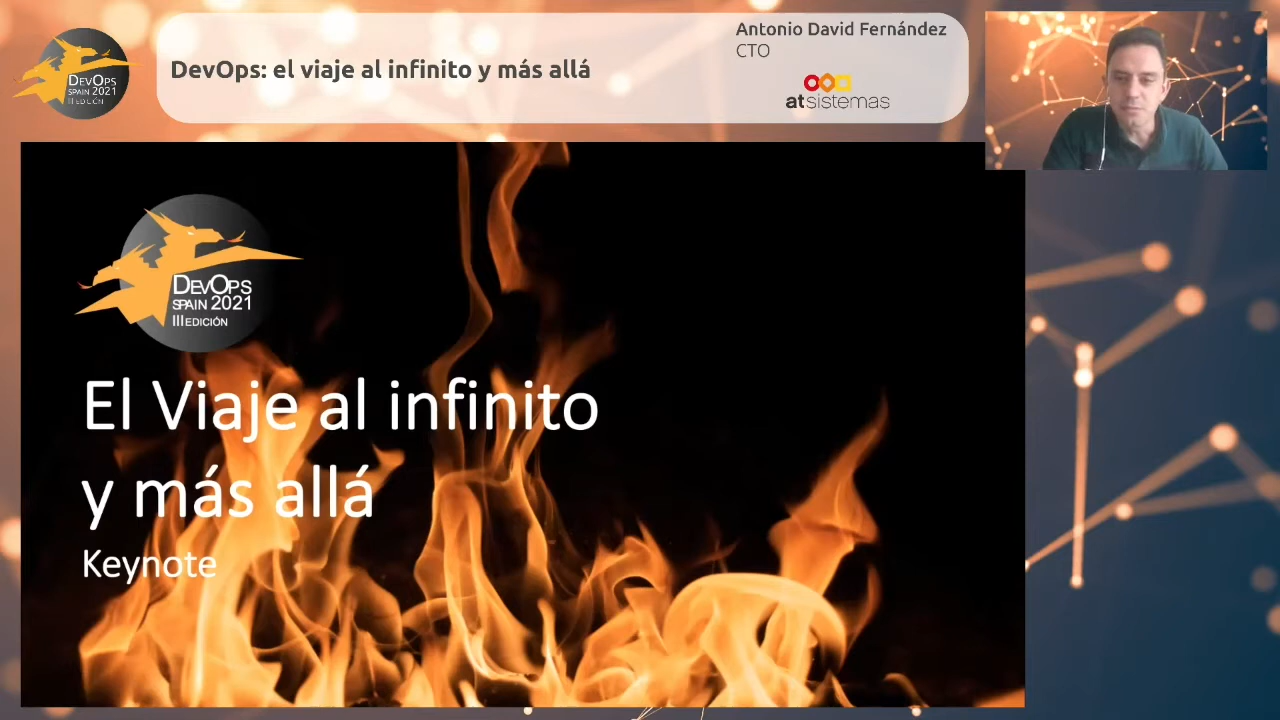 DEVOPS
SPAIN 2021
III EDICIÓN
DevOps: el viaje al infinito y más allá
Antonio David Fernández
CTO
atsistemas
DEVOPS
SPAIN 2021
III EDICIÓN
El Viaje al infinito
y más allá
Keynote